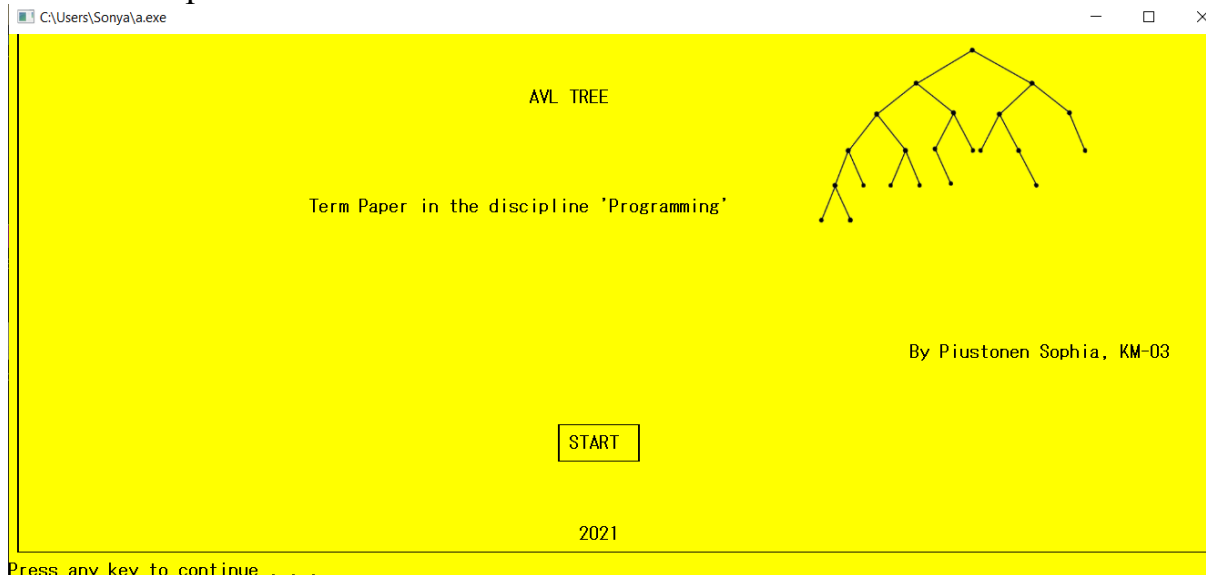 C:\Users\Sonya\a.exe
AVL TREE
Term Paper in the discipline 'Programming'
By Piustonen Sophia, KM-03
START
2021
Press any key to continue . . .